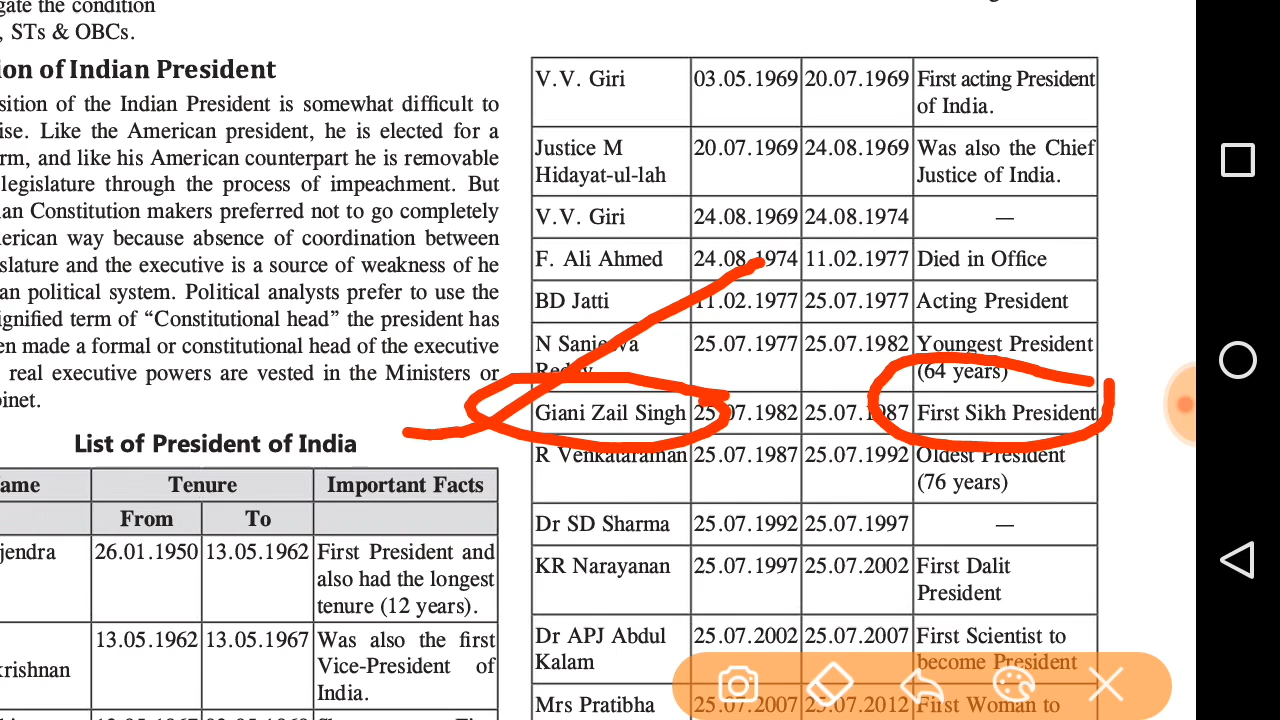 gate the condition
, STs & OBCs.
ion of Indian President
sition of the Indian President is somewhat difficult to
ise. Like the American president, he is elected for a
rm, and like his American counterpart he is removable
legislature through the process of impeachment. But
an Constitution makers preferred not to go completely
erican way because absence of coordination between
slature and the executive is a source of weakness of he
an political system. Political analysts prefer to use the
ignified term of “Constitutional head” the president has
en made a formal or constitutional head of the executive
real executive powers are vested in the Ministers or
inet.
List of President of India
ame Tenure Important Facts
From To
jendra 26.01.1950 13.05.1962 First President and
also had the longest
tenure (12 years).
13.05.1962 13.05.1967 Was also the first
krishnan Vice-President of
India.
V.V. Giri 03.05.1969 20.07.1969 First acting President
of India.
Justice M 20.07.1969 24.08.1969 Was also the Chief
Hidayat-ul-lah Justice of India.
V.V. Giri 24.08.1969 24.08.1974 —
F. Ali Ahmed 24.08.1974 11.02.1977 Died in Office
BD Jatti 11.02.1977 25.07.1977 Acting President
N Sanjeeva 25.07.1977 25.07.1982 Youngest President
Reddy (64 years)
Giani Zail Singh 25.07.1982 25.07.1987 First Sikh President
R Venkataraman 25.07.1987 25.07.1992 Oldest President
(76 years)
Dr SD Sharma 25.07.1992 25.07.1997 —
KR Narayanan 25.07.1997 25.07.2002 First Dalit
President
Dr APJ Abdul 25.07.2002 25.07.2007 First Scientist to
Kalam become President
Mrs Pratibha 25.07.2007 25.07.2012 First Woman to